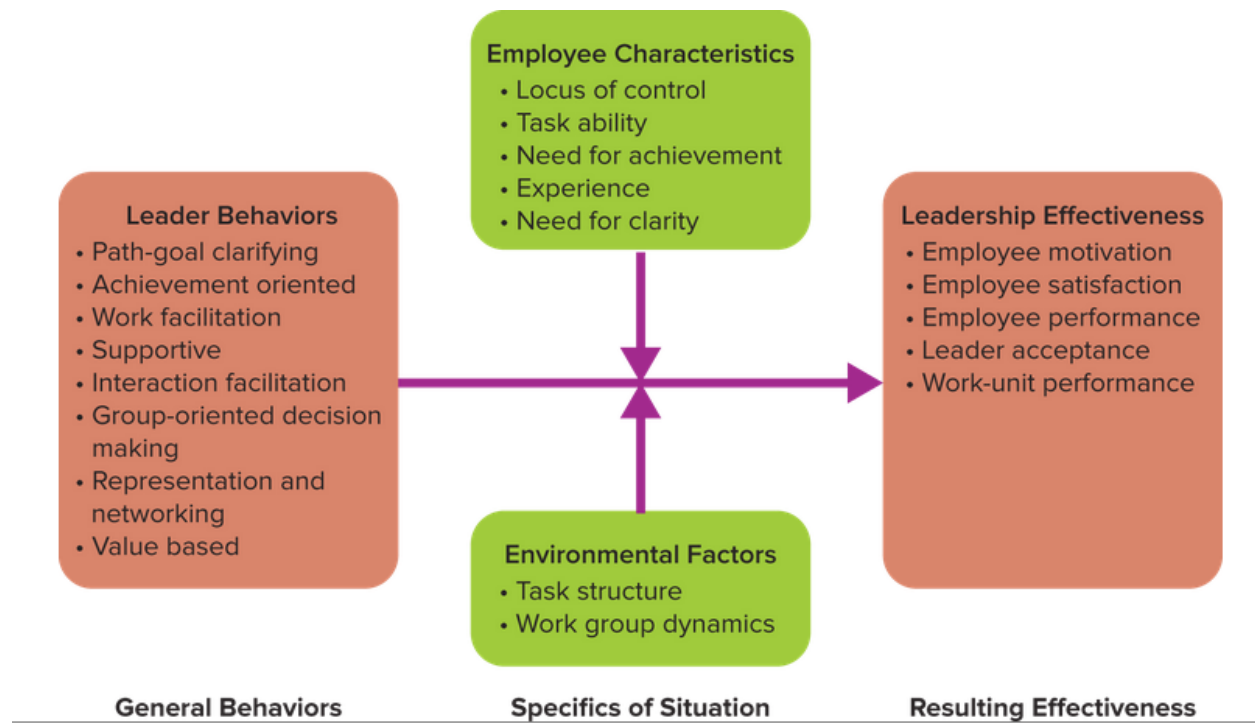 Employee Characteristics
• Locus of control
• Task ability
• Need for achievement
• Experience
• Need for clarity
Leader Behaviors
• Path-goal clarifying
• Achievement oriented
• Work facilitation
• Supportive
• Interaction facilitation
• Group-oriented decision
making
• Representation and
networking
• Value based
Leadership Effectiveness
• Employee motivation
• Employee satisfaction
• Employee performance
• Leader acceptance
• Work-unit performance
Environmental Factors
• Task structure
• Work group dynamics
General Behaviors
Specifics of Situation
Resulting Effectiveness